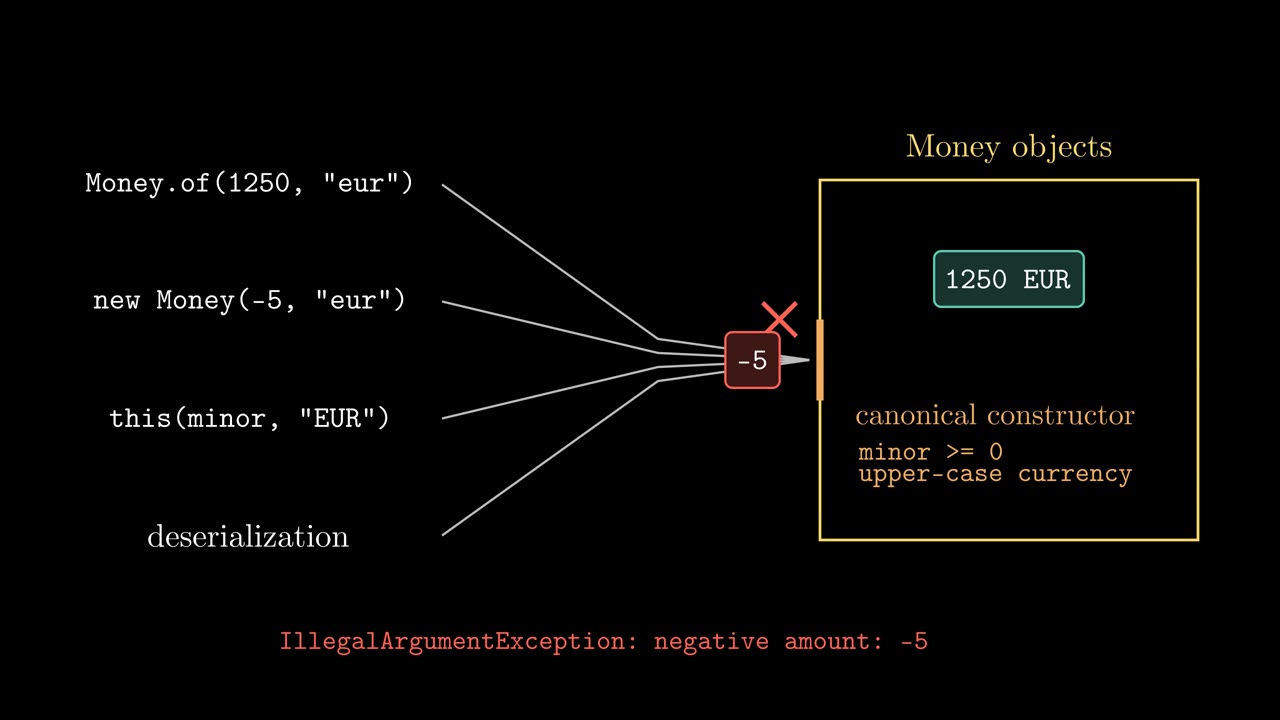 Money objects
Money.of(1250, "eur")
new Money(-5, "eur")
this(minor, "EUR")
deserialization
-5
1250 EUR
canonical constructor
minor >= 0
upper-case currency
IllegalArgumentException: negative amount: -5